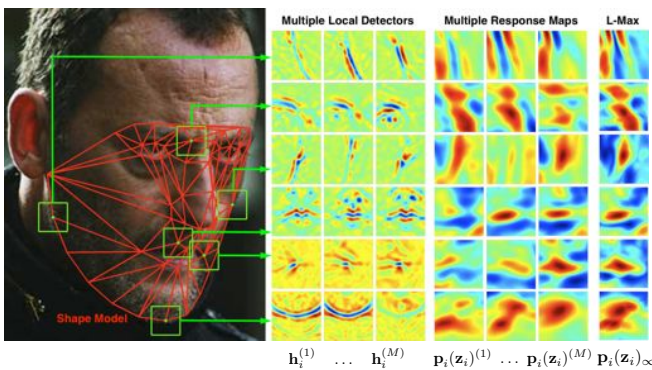 Multiple Local Detectors Multiple Response Maps L-Max
Shape Model
h_i^(1) ... h_i^(M) p_i(z_i)^(1) ... p_i(z_i)^(M) p_i(z_i)_∞